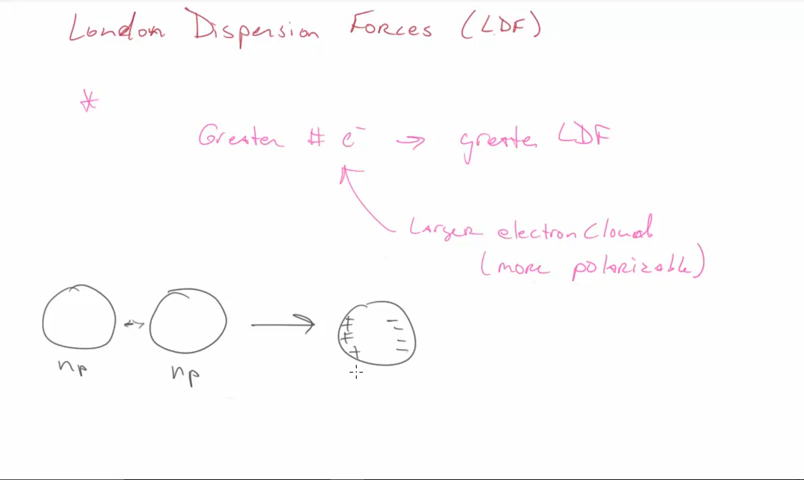 London Dispersion Forces (LDF)
*
Greater # e⁻ → greater LDF
Larger electron Cloud
(more polarizable)
+ −
+ −
+ −
np np